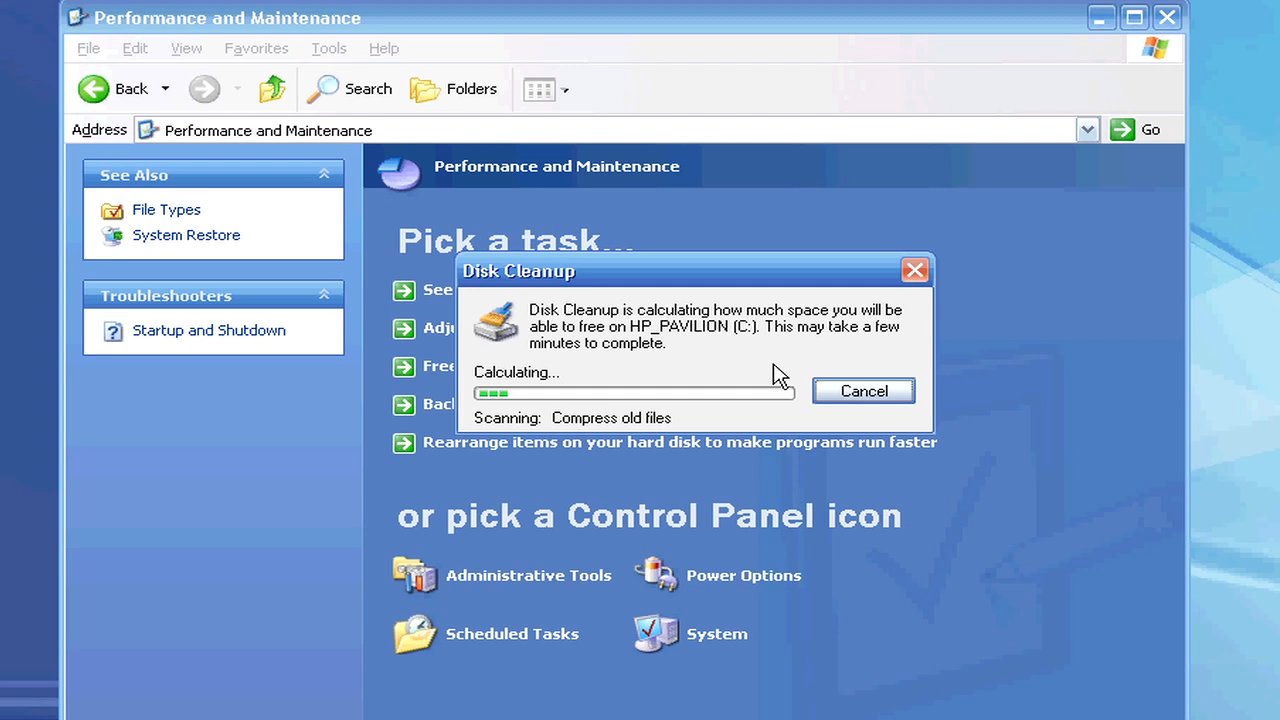 Performance and Maintenance
File Edit View Favorites Tools Help
Back Search Folders
Address Performance and Maintenance Go
See Also
File Types
System Restore
Troubleshooters
Startup and Shutdown
Performance and Maintenance
Pick a task...
See
Adju
Free
Back
Rearrange items on your hard disk to make programs run faster
Disk Cleanup
Disk Cleanup is calculating how much space you will be
able to free on HP_PAVILION (C:). This may take a few
minutes to complete.
Calculating...
Cancel
Scanning: Compress old files
or pick a Control Panel icon
Administrative Tools Power Options
Scheduled Tasks System